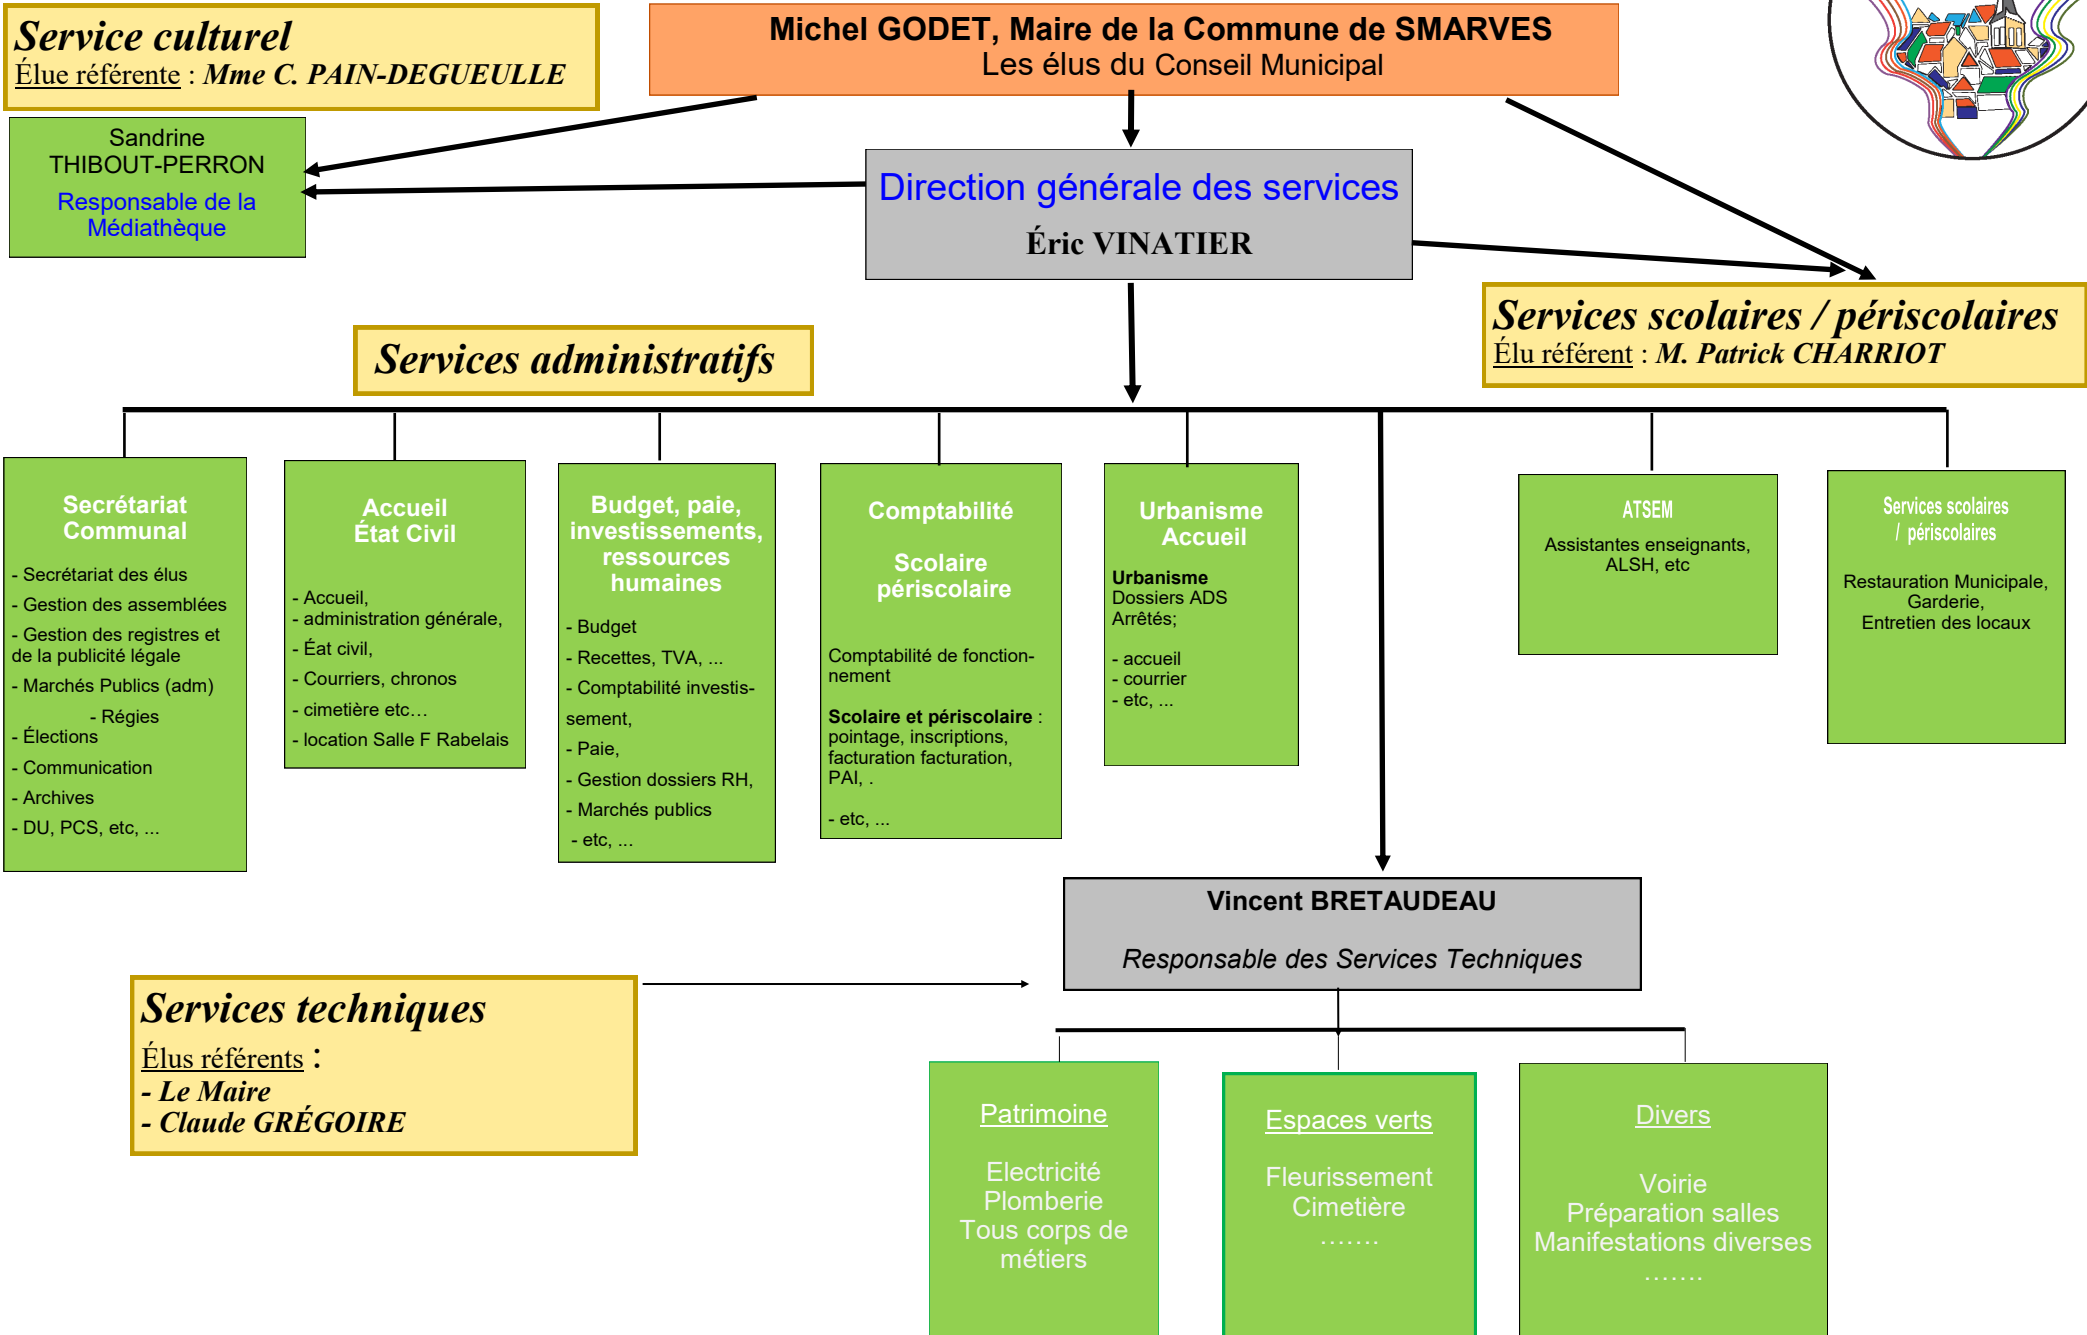 Service culturel
Élue référente : Mme C. PAIN-DEGUEULLE
Michel GODET, Maire de la Commune de SMARVES
Les élus du Conseil Municipal
Sandrine
THIBOUT-PERRON
Responsable de la
Médiathèque
Direction générale des services
Éric VINATIER
Services scolaires / périscolaires
Élu référent : M. Patrick CHARRIOT
Services administratifs
Secrétariat
Communal
- Secrétariat des élus
- Gestion des assemblées
- Gestion des registres et
de la publicité légale
- Marchés Publics (adm)
- Régies
- Élections
- Communication
- Archives
- DU, PCS, etc, ...
Accueil
État Civil
- Accueil,
- administration générale,
- Éat civil,
- Courriers, chronos
- cimetière etc…
- location Salle F Rabelais
Budget, paie,
investissements,
ressources
humaines
- Budget
- Recettes, TVA, ...
- Comptabilité investis-
sement,
- Paie,
- Gestion dossiers RH,
- Marchés publics
- etc, ...
Comptabilité
Scolaire
périscolaire
Comptabilité de fonction-
nement
Scolaire et périscolaire :
pointage, inscriptions,
facturation facturation,
PAI, .
- etc, ...
Urbanisme
Accueil
Urbanisme
Dossiers ADS
Arrêtés;
- accueil
- courrier
- etc, ...
ATSEM
Assistantes enseignants,
ALSH, etc
Services scolaires
/ périscolaires
Restauration Municipale,
Garderie,
Entretien des locaux
Vincent BRETAUDEAU
Responsable des Services Techniques
Services techniques
Élus référents :
- Le Maire
- Claude GRÉGOIRE
Patrimoine
Electricité
Plomberie
Tous corps de
métiers
Espaces verts
Fleurissement
Cimetière
…….
Divers
Voirie
Préparation salles
Manifestations diverses
…….